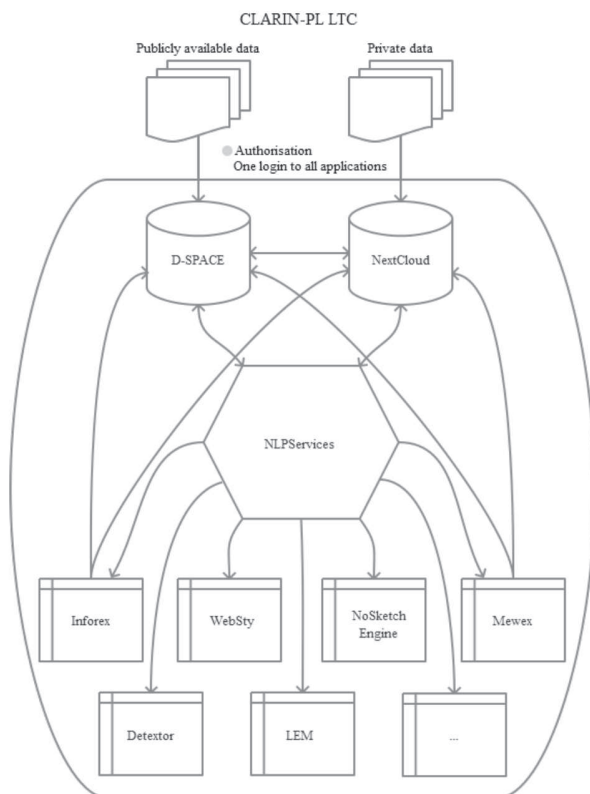 CLARIN-PL LTC
Publicly available data
Private data
Authorisation
One login to all applications
D-SPACE
NextCloud
NLPServices
Inforex
WebSty
NoSketch
Engine
Mewex
Detextor
LEM
...